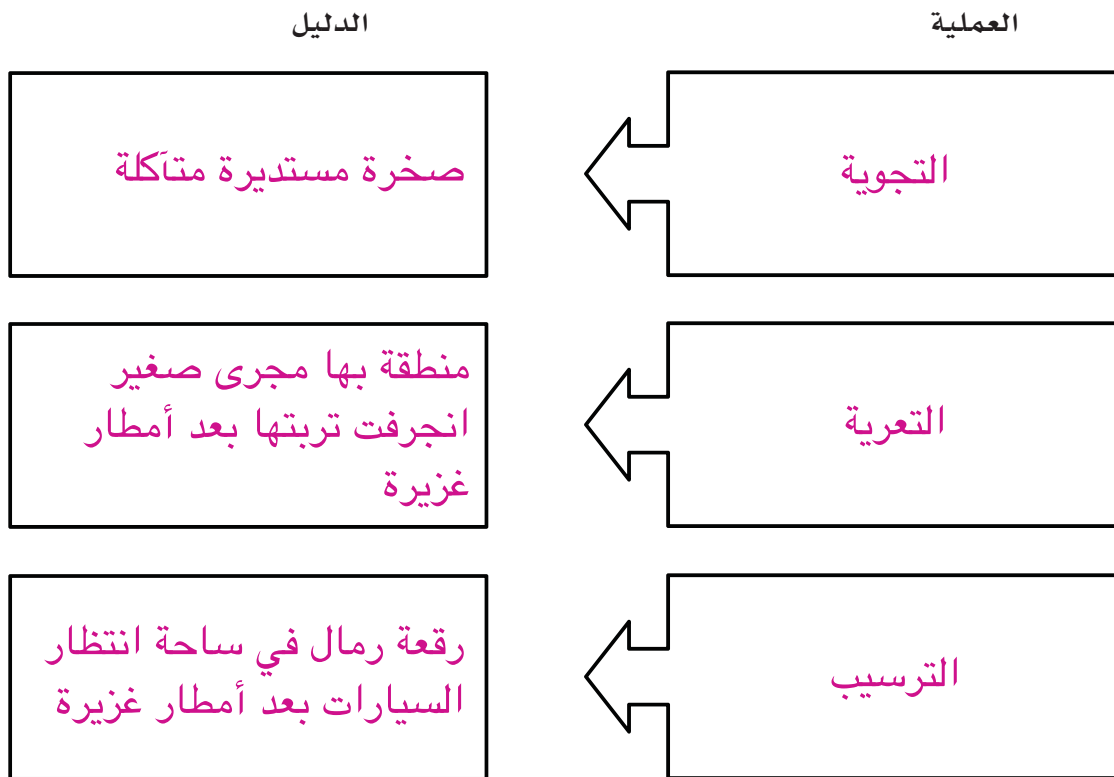 العملية
الدليل
التجوية
صخرة مستديرة متآكلة
التعرية
منطقة بها مجرى صغير
انجرفت تربتها بعد أمطار
غزيرة
الترسيب
رقعة رمال في ساحة انتظار
السيارات بعد أمطار غزيرة